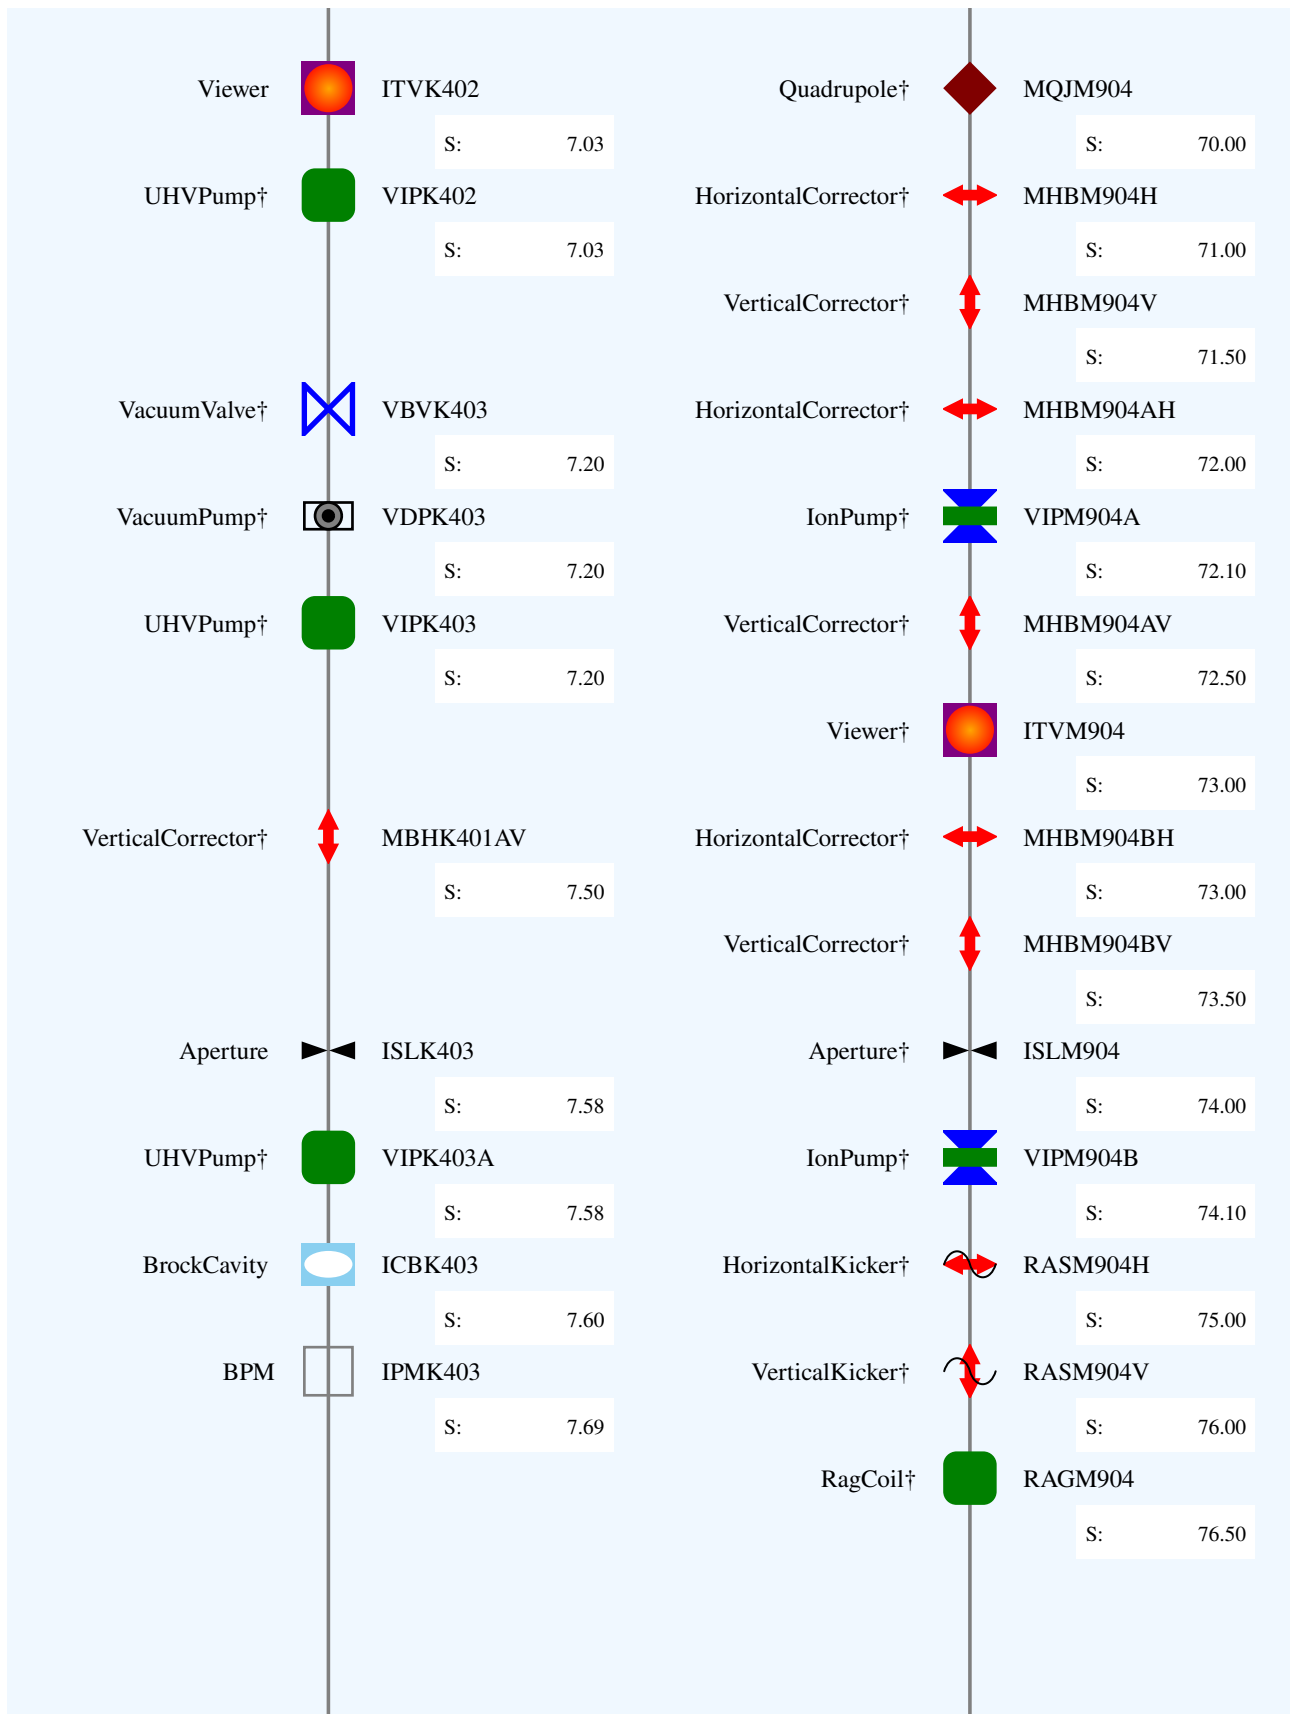 Viewer ITVK402
S: 7.03
UHVPump† VIPK402
S: 7.03
VacuumValve† VBVK403
S: 7.20
VacuumPump† VDPK403
S: 7.20
UHVPump† VIPK403
S: 7.20
VerticalCorrector† MBHK401AV
S: 7.50
Aperture ISLK403
S: 7.58
UHVPump† VIPK403A
S: 7.58
BrockCavity ICBK403
S: 7.60
BPM IPMK403
S: 7.69
Quadrupole† MQJM904
S: 70.00
HorizontalCorrector† MHBM904H
S: 71.00
VerticalCorrector† MHBM904V
S: 71.50
HorizontalCorrector† MHBM904AH
S: 72.00
IonPump† VIPM904A
S: 72.10
VerticalCorrector† MHBM904AV
S: 72.50
Viewer† ITVM904
S: 73.00
HorizontalCorrector† MHBM904BH
S: 73.00
VerticalCorrector† MHBM904BV
S: 73.50
Aperture† ISLM904
S: 74.00
IonPump† VIPM904B
S: 74.10
HorizontalKicker† RASM904H
S: 75.00
VerticalKicker† RASM904V
S: 76.00
RagCoil† RAGM904
S: 76.50